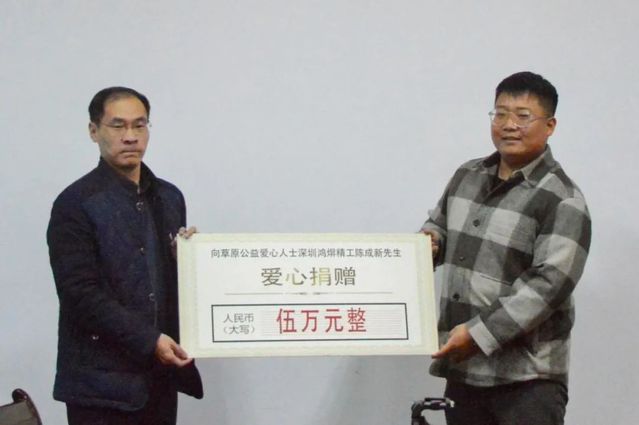 向草原公益爱心人士深圳鸿焺精工陈成新先生
爱心捐赠
人民币
（大写）
伍万元整